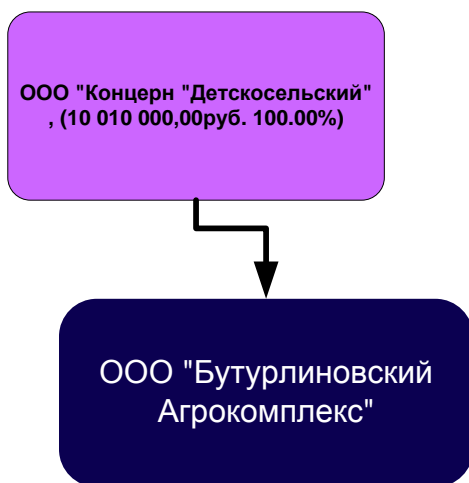 ООО "Концерн "Детскосельский"
, (10 010 000,00руб. 100.00%)
ООО "Бутурлиновский
Агрокомплекс"